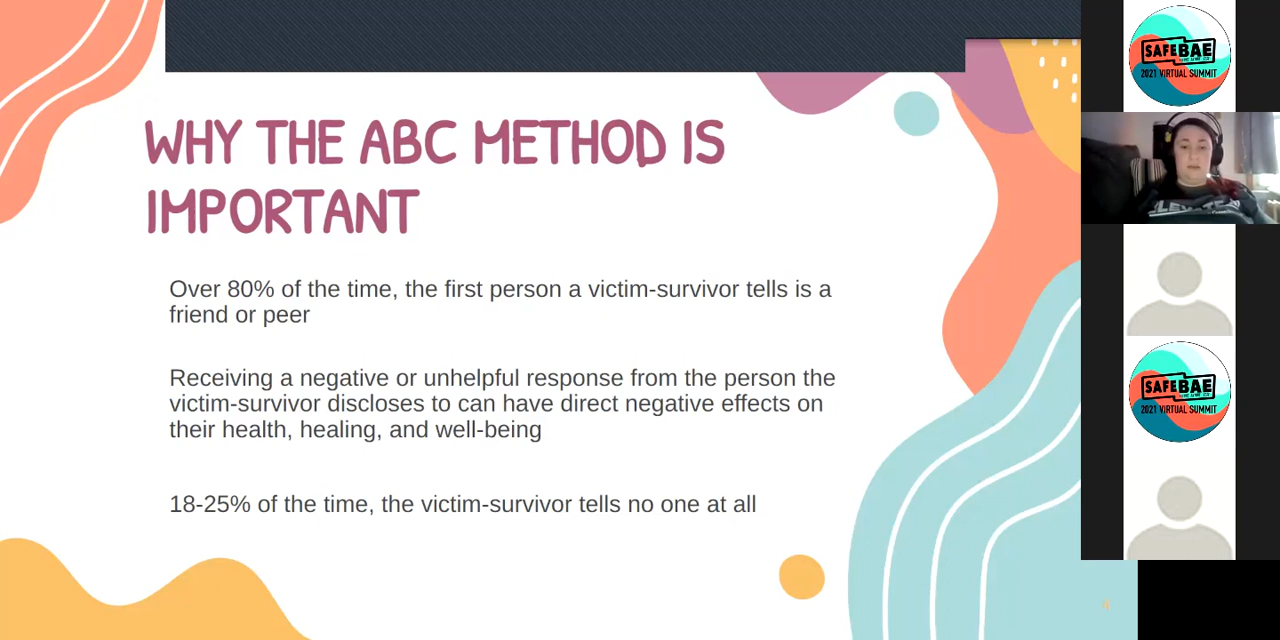 WHY THE ABC METHOD IS
IMPORTANT
Over 80% of the time, the first person a victim-survivor tells is a
friend or peer
Receiving a negative or unhelpful response from the person the
victim-survivor discloses to can have direct negative effects on
their health, healing, and well-being
18-25% of the time, the victim-survivor tells no one at all
SAFEBAE
2021 VIRTUAL SUMMIT
ELEVATE
SAFEBAE
2021 VIRTUAL SUMMIT